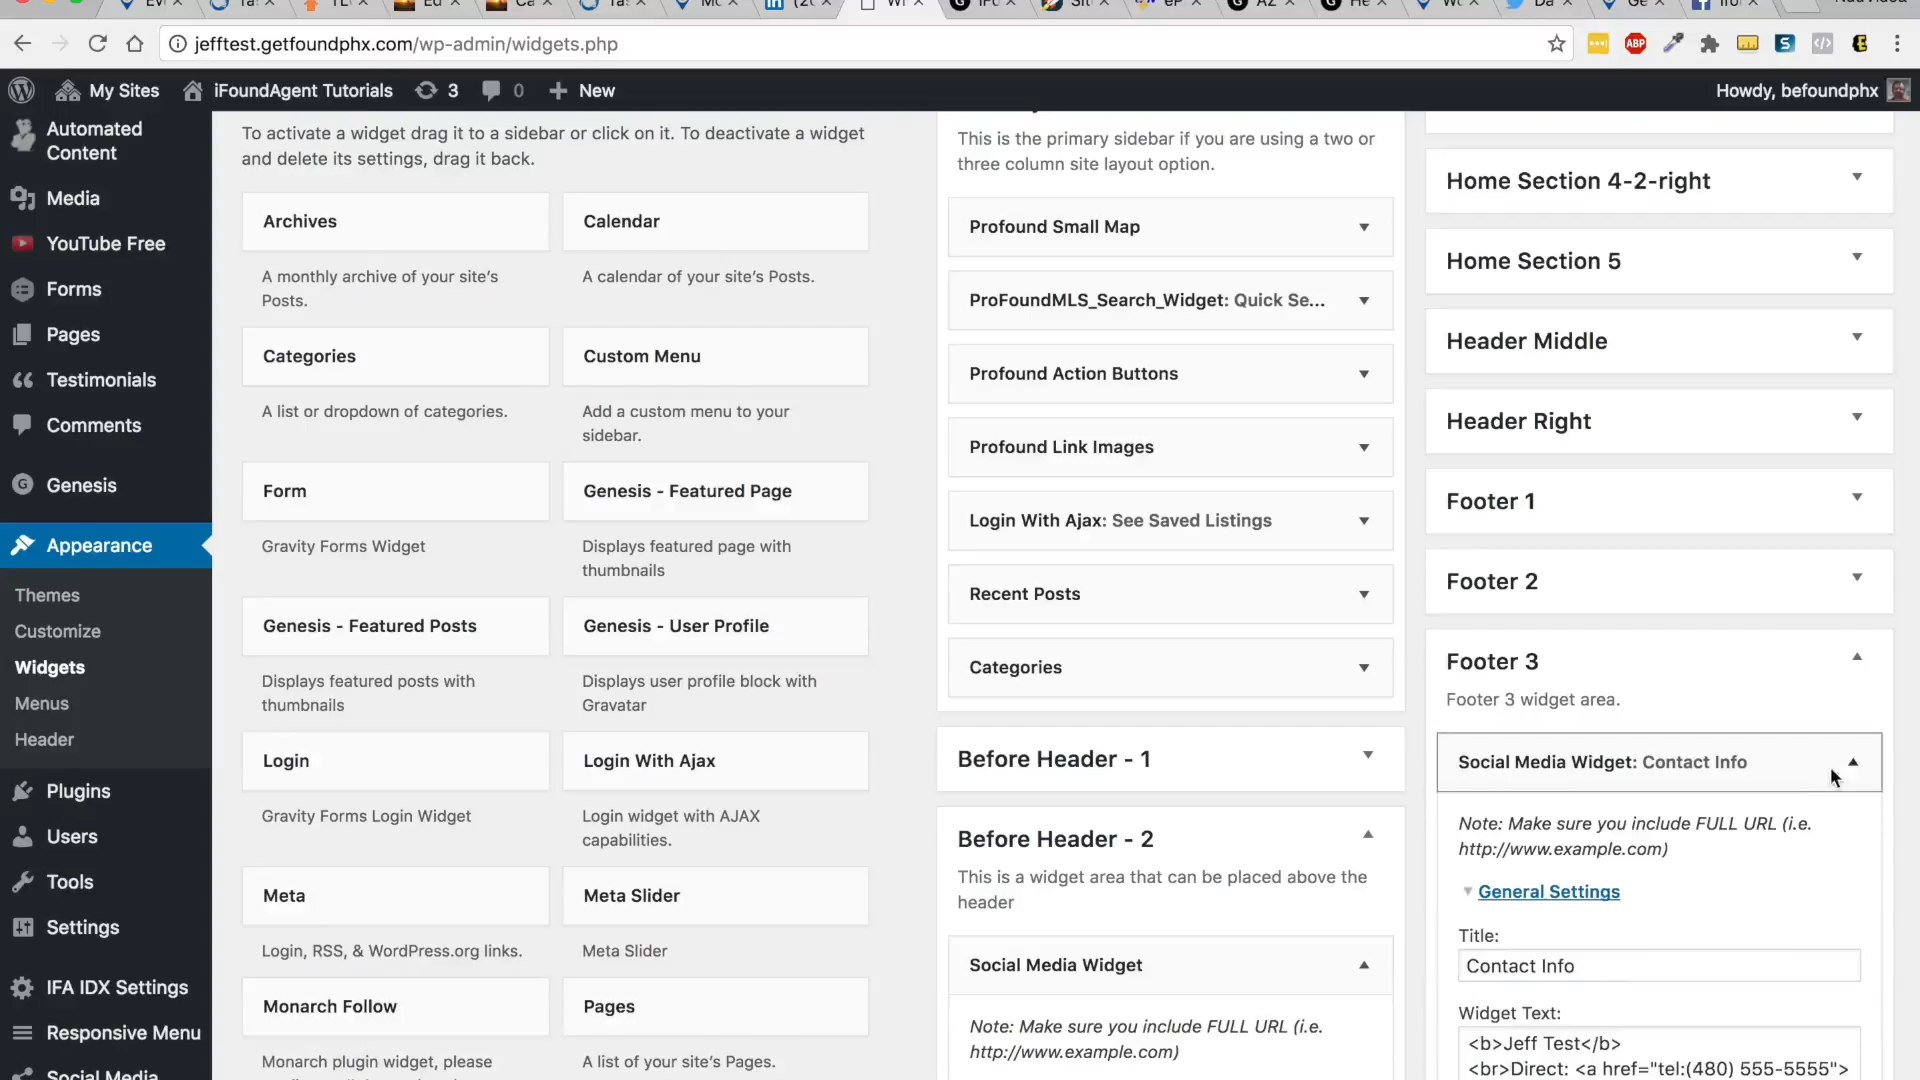 jefftest.getfoundphx.com/wp-admin/widgets.php
ABP
My Sites
iFoundAgent Tutorials
3
0
New
Howdy, befoundphx
Automated
Content
Media
YouTube Free
Forms
Pages
Testimonials
Comments
Genesis
Appearance
Themes
Customize
Widgets
Menus
Header
Plugins
Users
Tools
Settings
IFA IDX Settings
Responsive Menu
Social Media
To activate a widget drag it to a sidebar or click on it. To deactivate a widget
and delete its settings, drag it back.
Archives
A monthly archive of your site's
Posts.
Calendar
A calendar of your site's Posts.
Categories
A list or dropdown of categories.
Custom Menu
Add a custom menu to your
sidebar.
Form
Gravity Forms Widget
Genesis - Featured Page
Displays featured page with
thumbnails
Genesis - Featured Posts
Displays featured posts with
thumbnails
Genesis - User Profile
Displays user profile block with
Gravatar
Login
Gravity Forms Login Widget
Login With Ajax
Login widget with AJAX
capabilities.
Meta
Login, RSS, & WordPress.org links.
Meta Slider
Meta Slider
Monarch Follow
Monarch plugin widget, please
Pages
A list of your site's Pages.
This is the primary sidebar if you are using a two or
three column site layout option.
Profound Small Map
ProFoundMLS_Search_Widget: Quick Se...
Profound Action Buttons
Profound Link Images
Login With Ajax: See Saved Listings
Recent Posts
Categories
Before Header - 1
Before Header - 2
This is a widget area that can be placed above the
header
Social Media Widget
Note: Make sure you include FULL URL (i.e.
http://www.example.com)
Home Section 4-2-right
Home Section 5
Header Middle
Header Right
Footer 1
Footer 2
Footer 3
Footer 3 widget area.
Social Media Widget: Contact Info
Note: Make sure you include FULL URL (i.e.
http://www.example.com)
General Settings
Title:
Contact Info
Widget Text:
<b>Jeff Test</b>
<br>Direct: <a href="tel:(480) 555-5555">